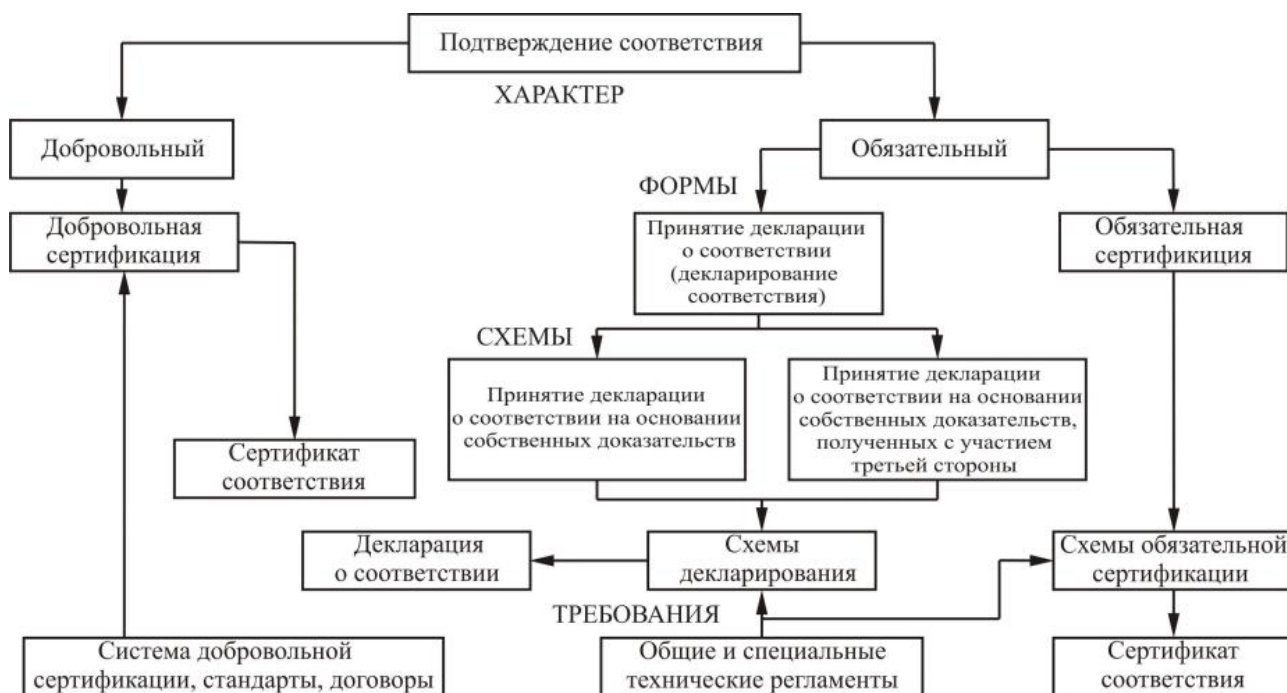 Подтверждение соответствия
ХАРАКТЕР
Добровольный
Обязательный
ФОРМЫ
Добровольная
сертификация
Принятие декларации
о соответствии
(декларирование
соответствия)
Обязательная
сертификиция
СХЕМЫ
Принятие декларации
о соответствии на основании
собственных доказательств
Принятие декларации
о соответствии на основании
собственных доказательств,
полученных с участием
третьей стороны
Сертификат
соответствия
Декларация
о соответствии
Схемы
декларирования
Схемы обязательной
сертификации
ТРЕБОВАНИЯ
Система добровольной
сертификации, стандарты, договоры
Общие и специальные
технические регламенты
Сертификат
соответствия